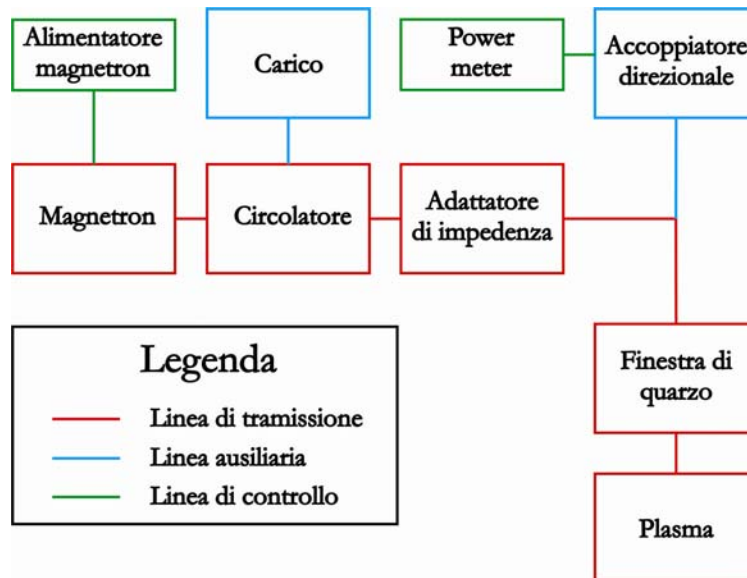 Alimentatore
magnetron
Carico
Power
meter
Accoppiatore
direzionale
Magnetron
Circolatore
Adattatore
di impedenza
Legenda
Linea di tramissione
Linea ausiliaria
Linea di controllo
Finestra di
quarzo
Plasma